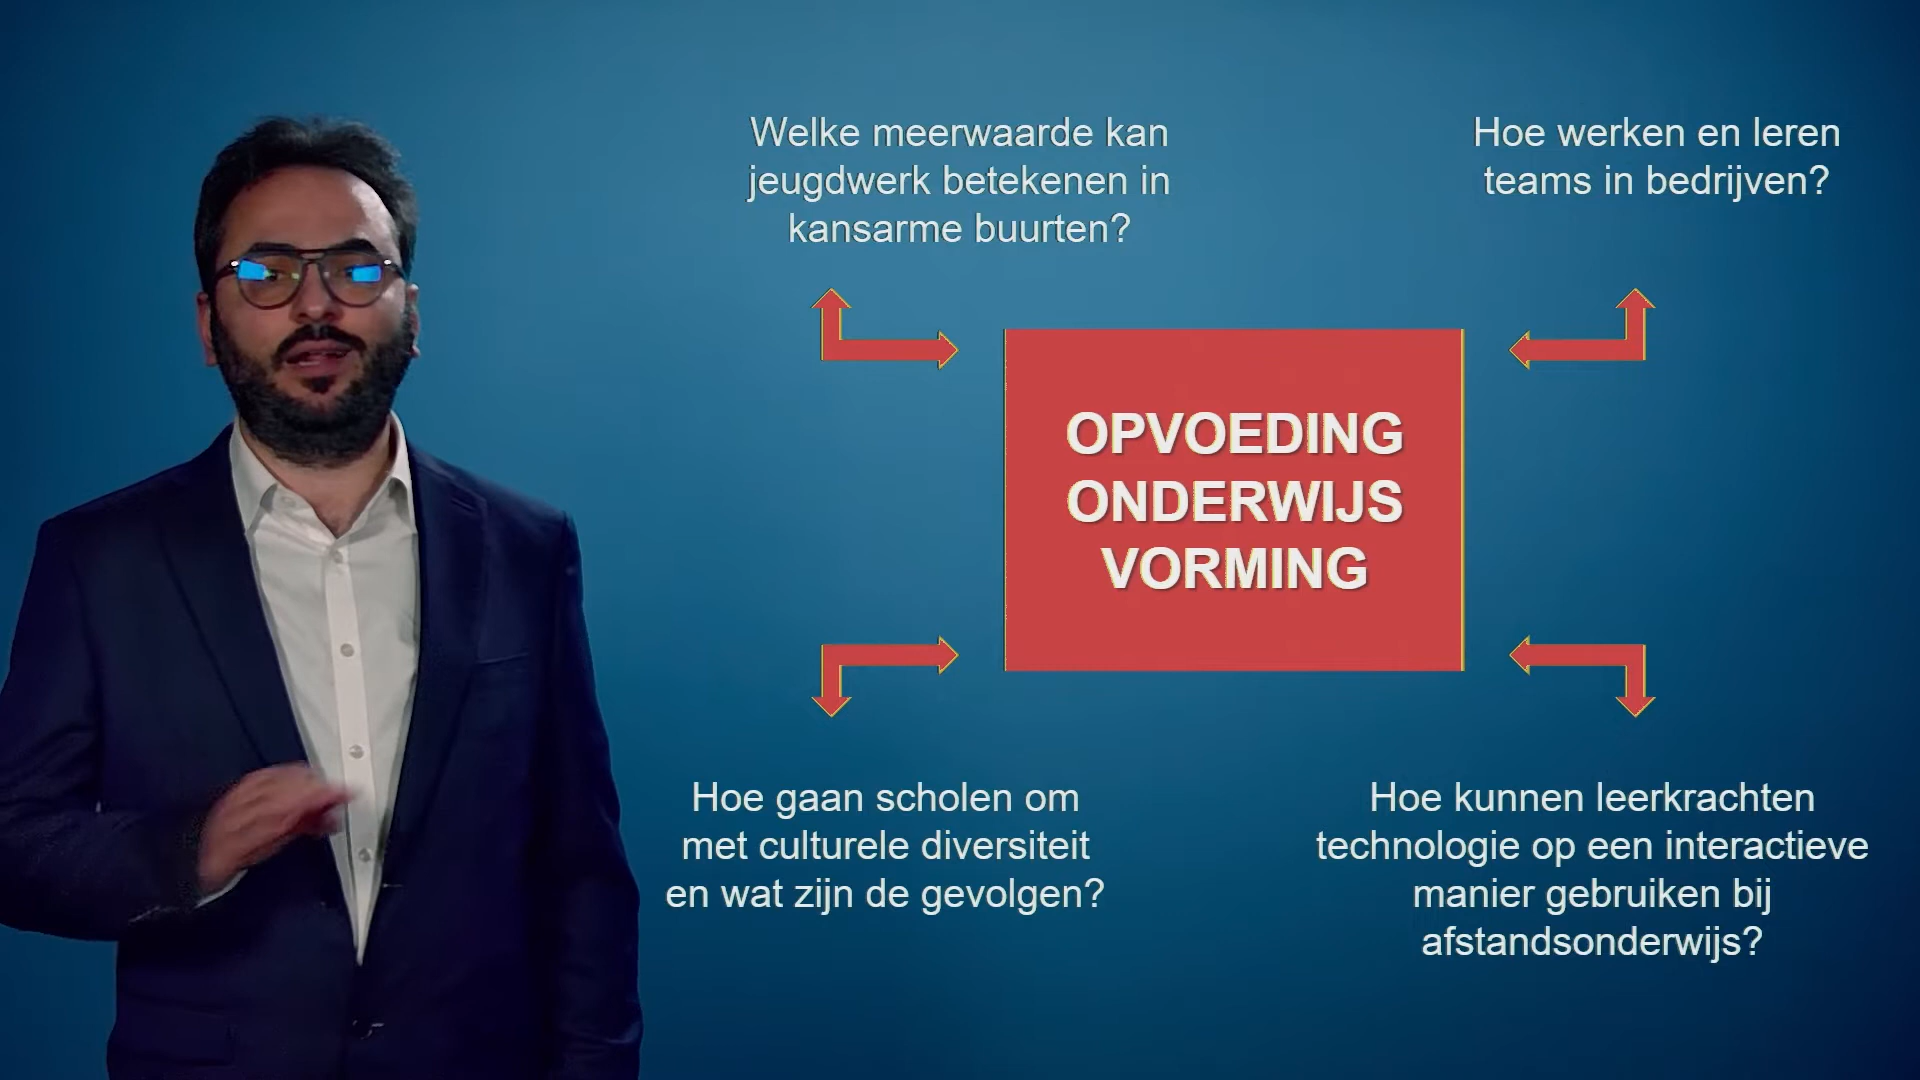 Welke meerwaarde kan
jeugdwerk betekenen in
kansarme buurten?
Hoe werken en leren
teams in bedrijven?
OPVOEDING
ONDERWIJS
VORMING
Hoe gaan scholen om
met culturele diversiteit
en wat zijn de gevolgen?
Hoe kunnen leerkrachten
technologie op een interactieve
manier gebruiken bij
afstandsonderwijs?